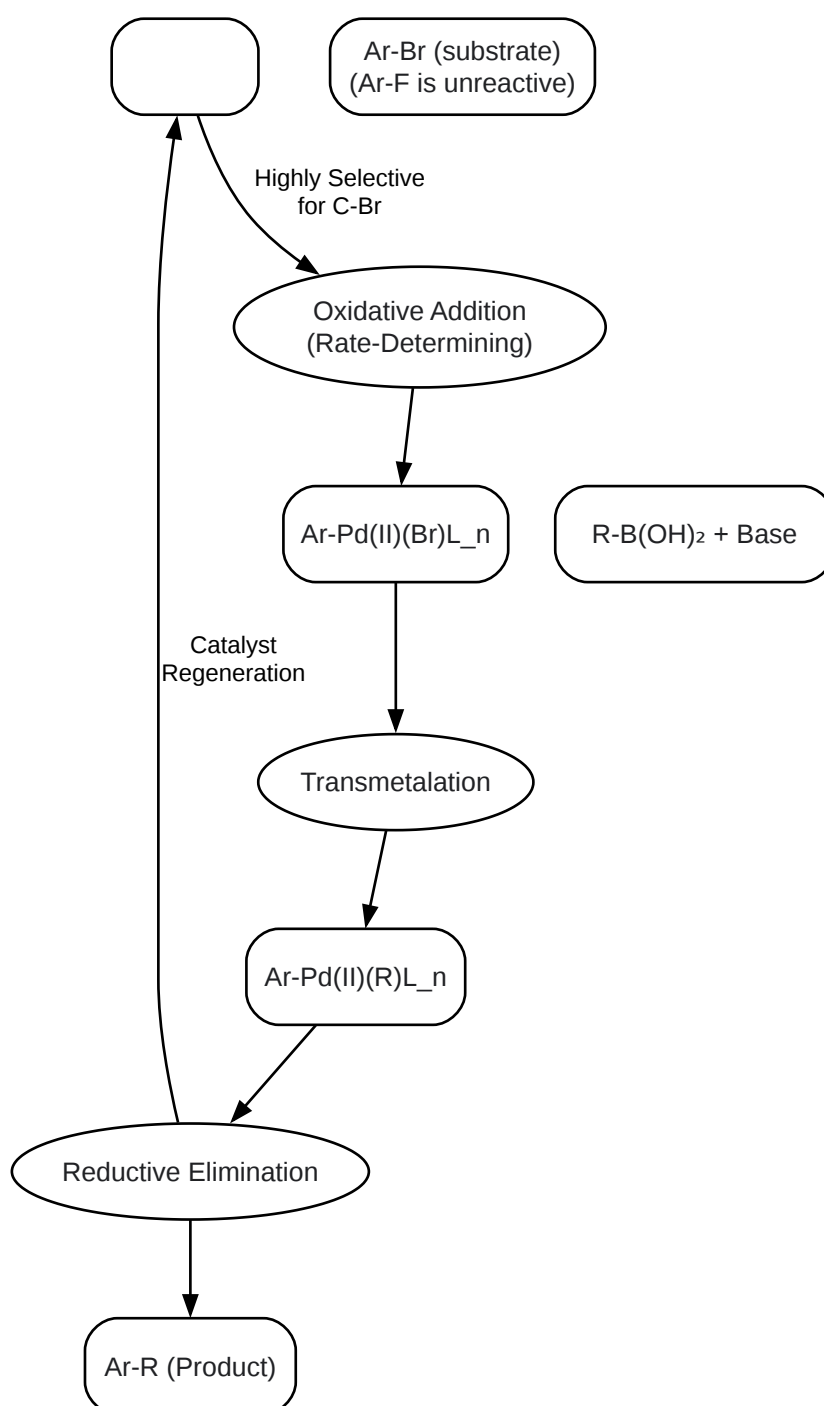 Ar-Br (substrate)
(Ar-F is unreactive)
Highly Selective
for C-Br
Oxidative Addition
(Rate-Determining)
Ar-Pd(II)(Br)L_n
R-B(OH)₂ + Base
Catalyst
Regeneration
Transmetalation
Ar-Pd(II)(R)L_n
Reductive Elimination
Ar-R (Product)